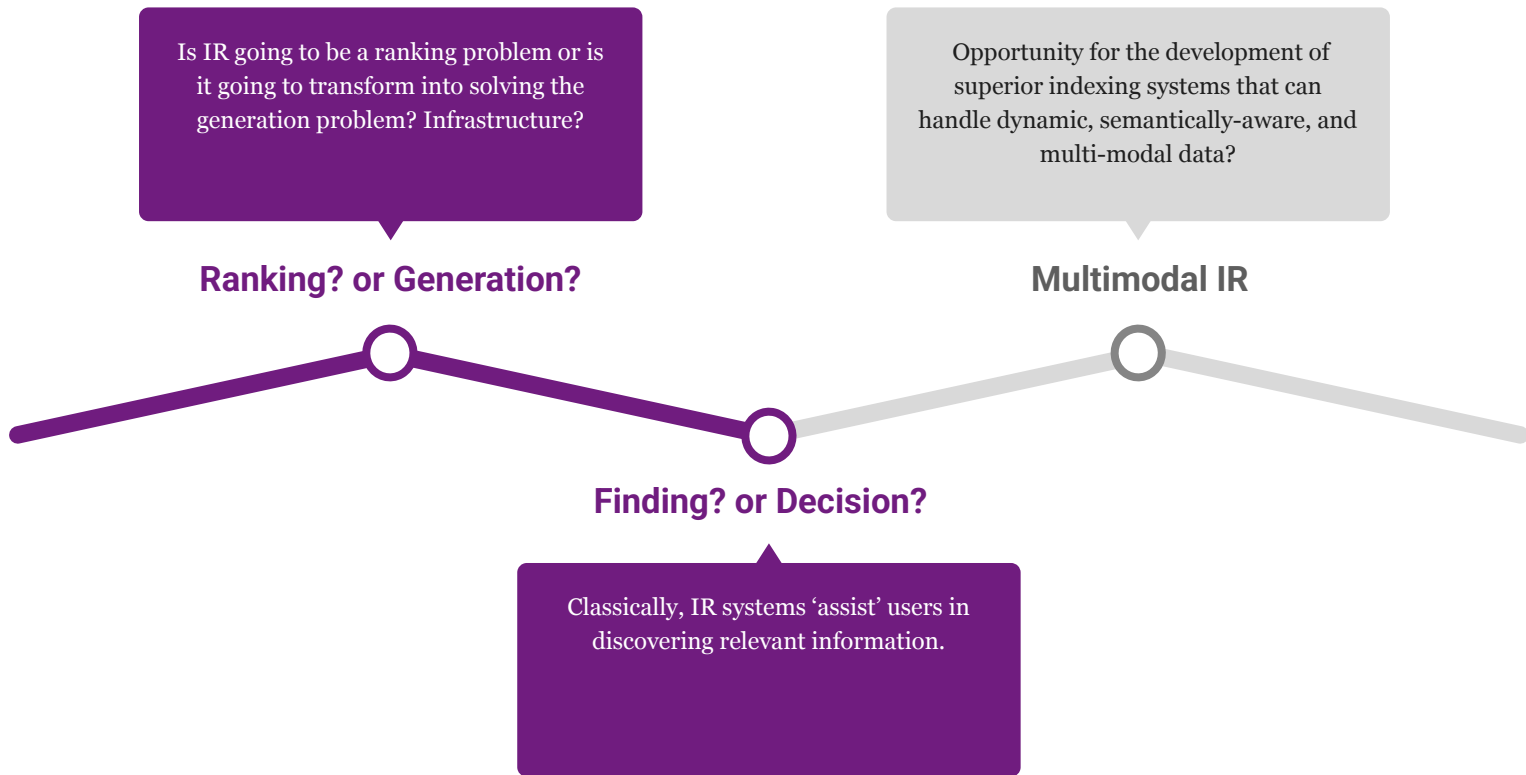 Is IR going to be a ranking problem or is
it going to transform into solving the
generation problem? Infrastructure?
Ranking? or Generation?
Opportunity for the development of
superior indexing systems that can
handle dynamic, semantically-aware, and
multi-modal data?
Multimodal IR
Finding? or Decision?
Classically, IR systems ‘assist’ users in
discovering relevant information.